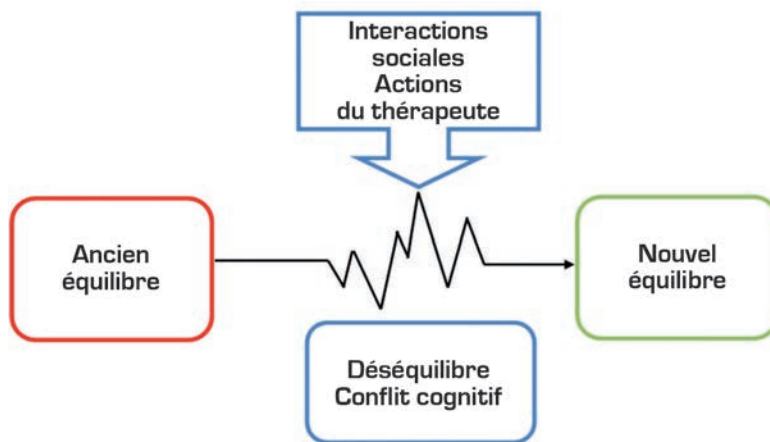 Interactions
sociales
Actions
du thérapeute
Ancien
équilibre
Nouvel
équilibre
Déséquilibre
Conflit cognitif